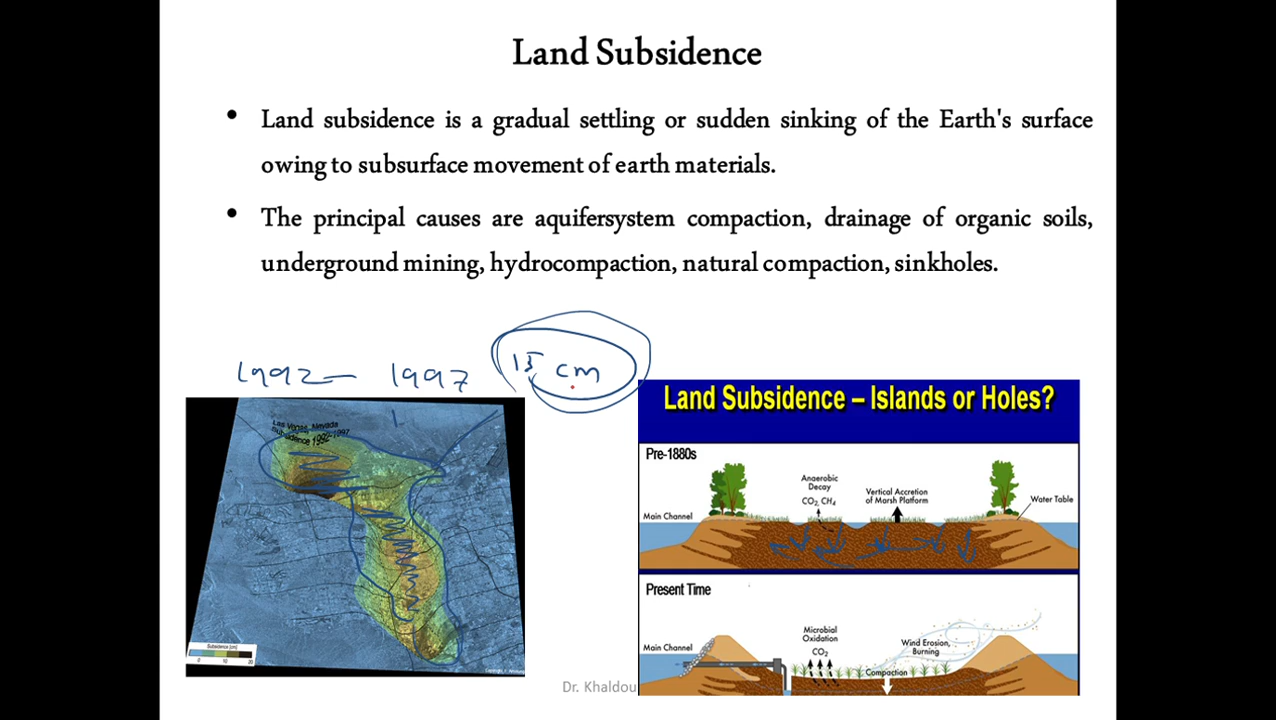 Land Subsidence
• Land subsidence is a gradual settling or sudden sinking of the Earth's surface
owing to subsurface movement of earth materials.
• The principal causes are aquifersystem compaction, drainage of organic soils,
underground mining, hydrocompaction, natural compaction, sinkholes.
1992 — 1997 15 cm
Las Vegas, Nevada
Subsidence 1992-1997
Subsidence (cm)
0 10 20
Land Subsidence – Islands or Holes?
Pre-1880s
Anaerobic
Decay
CO2, CH4
Vertical Accretion
of Marsh Platform
Water Table
Main Channel
Present Time
Microbial
Oxidation
CO2
Wind Erosion,
Burning
Main Channel
Compaction
Dr. Khaldou